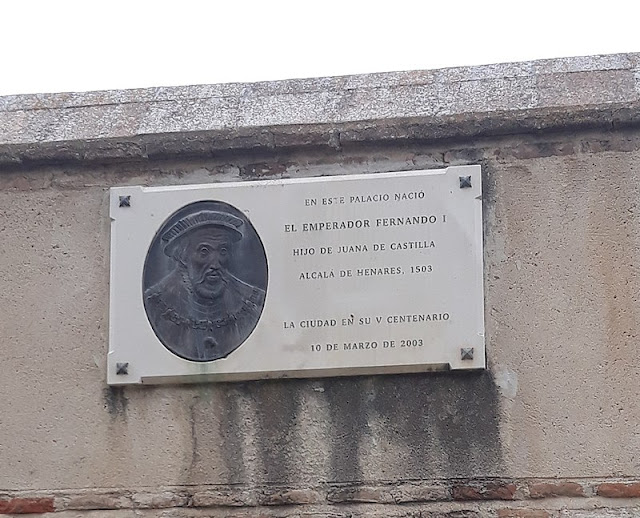 EN ESTE PALACIO NACIÓ
EL EMPERADOR FERNANDO I
HIJO DE JUANA DE CASTILLA
ALCALÁ DE HENARES, 1503
LA CIUDAD EN SU V CENTENARIO
10 DE MARZO DE 2003